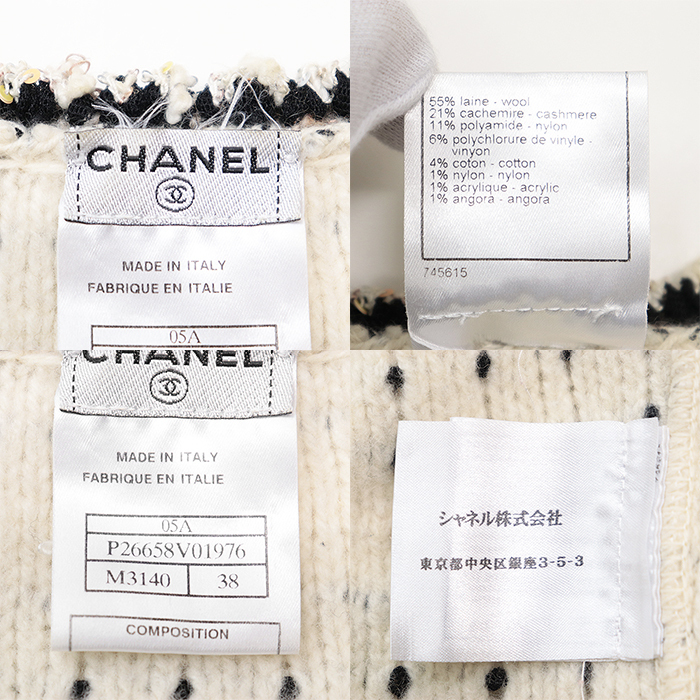 CHANEL
MADE IN ITALY
FABRIQUE EN ITALIE
05A
55% laine - wool
21% cachemire - cashmere
11% polyamide - nylon
6% polychlorure de vinyle -
vinyon
4% coton - cotton
1% nylon - nylon
1% acrylique - acrylic
1% angora - angora
745615
CHANEL
MADE IN ITALY
FABRIQUE EN ITALIE
05A
P26658V01976
M3140 38
COMPOSITION
シャネル株式会社
東京都中央区銀座3-5-3